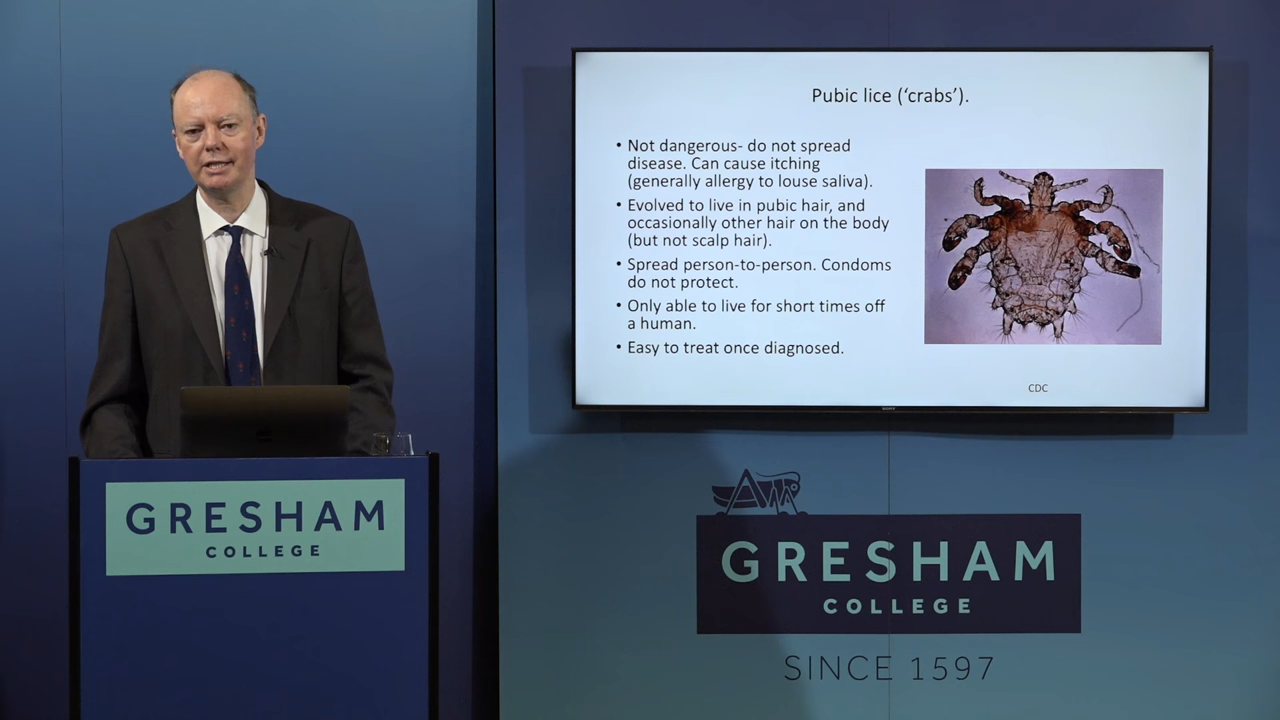 Pubic lice ('crabs').
• Not dangerous- do not spread
disease. Can cause itching
(generally allergy to louse saliva).
• Evolved to live in pubic hair, and
occasionally other hair on the body
(but not scalp hair).
• Spread person-to-person. Condoms
do not protect.
• Only able to live for short times off
a human.
• Easy to treat once diagnosed.
CDC
SONY
GRESHAM
COLLEGE
GRESHAM
COLLEGE
SINCE 1597